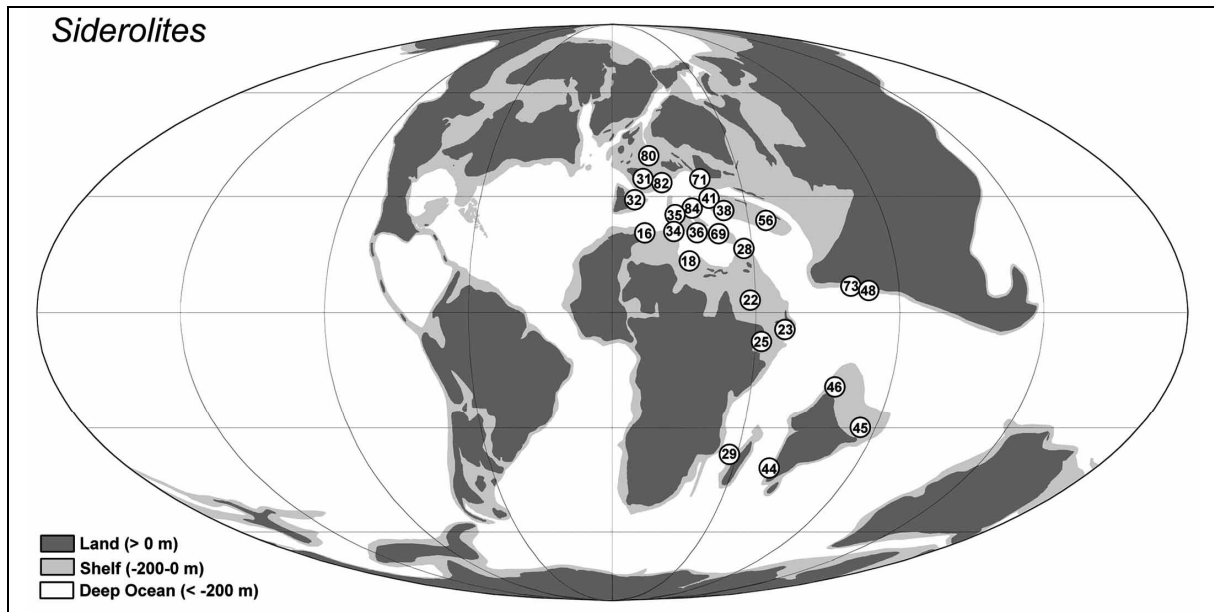 Siderolites
80
31 82 71
32 41
35 84 38 56
16 34 36 69
18 28
22 73 48
25 23
46
45
29 44
Land (> 0 m)
Shelf (-200-0 m)
Deep Ocean (< -200 m)